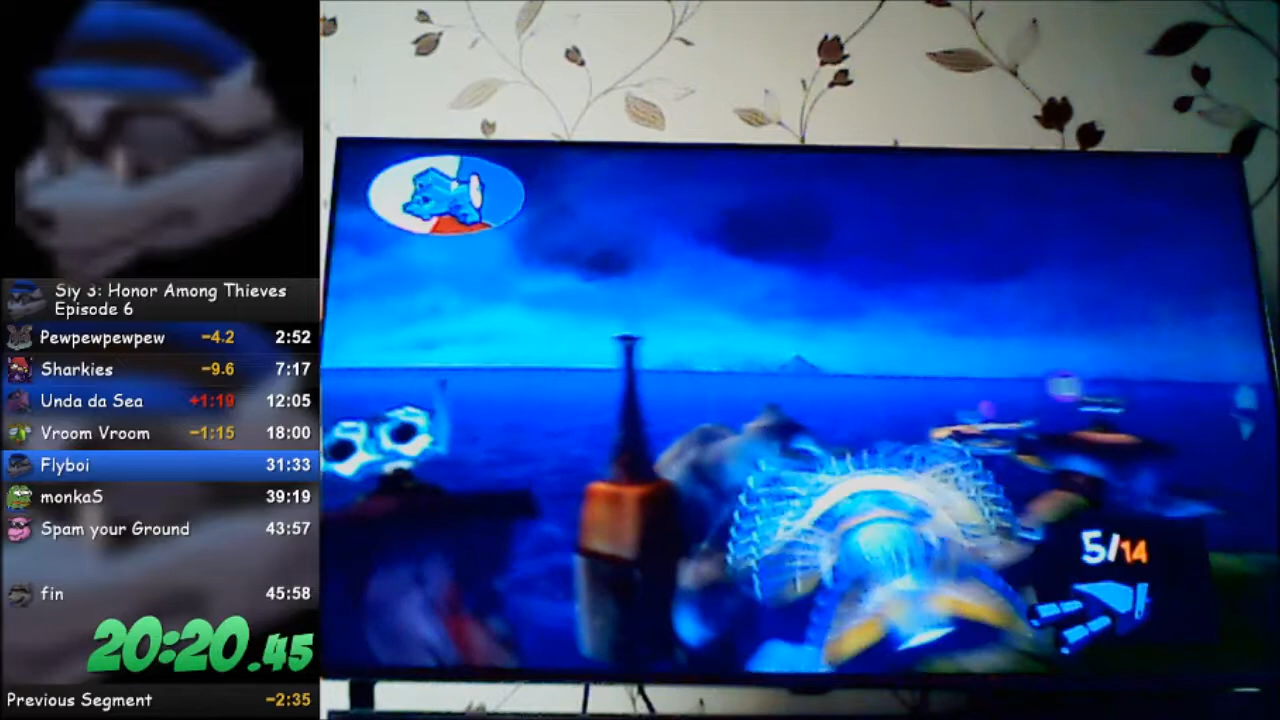 Sly 3: Honor Among Thieves
Episode 6
Pewpewpewpew −4.2 2:52
Sharkies −9.6 7:17
Unda da Sea +1:19 12:05
Vroom Vroom −1:15 18:00
Flyboi 31:33
monkaS 39:19
Spam your Ground 43:57
fin 45:58
20:20.45
Previous Segment −2:35
5/14